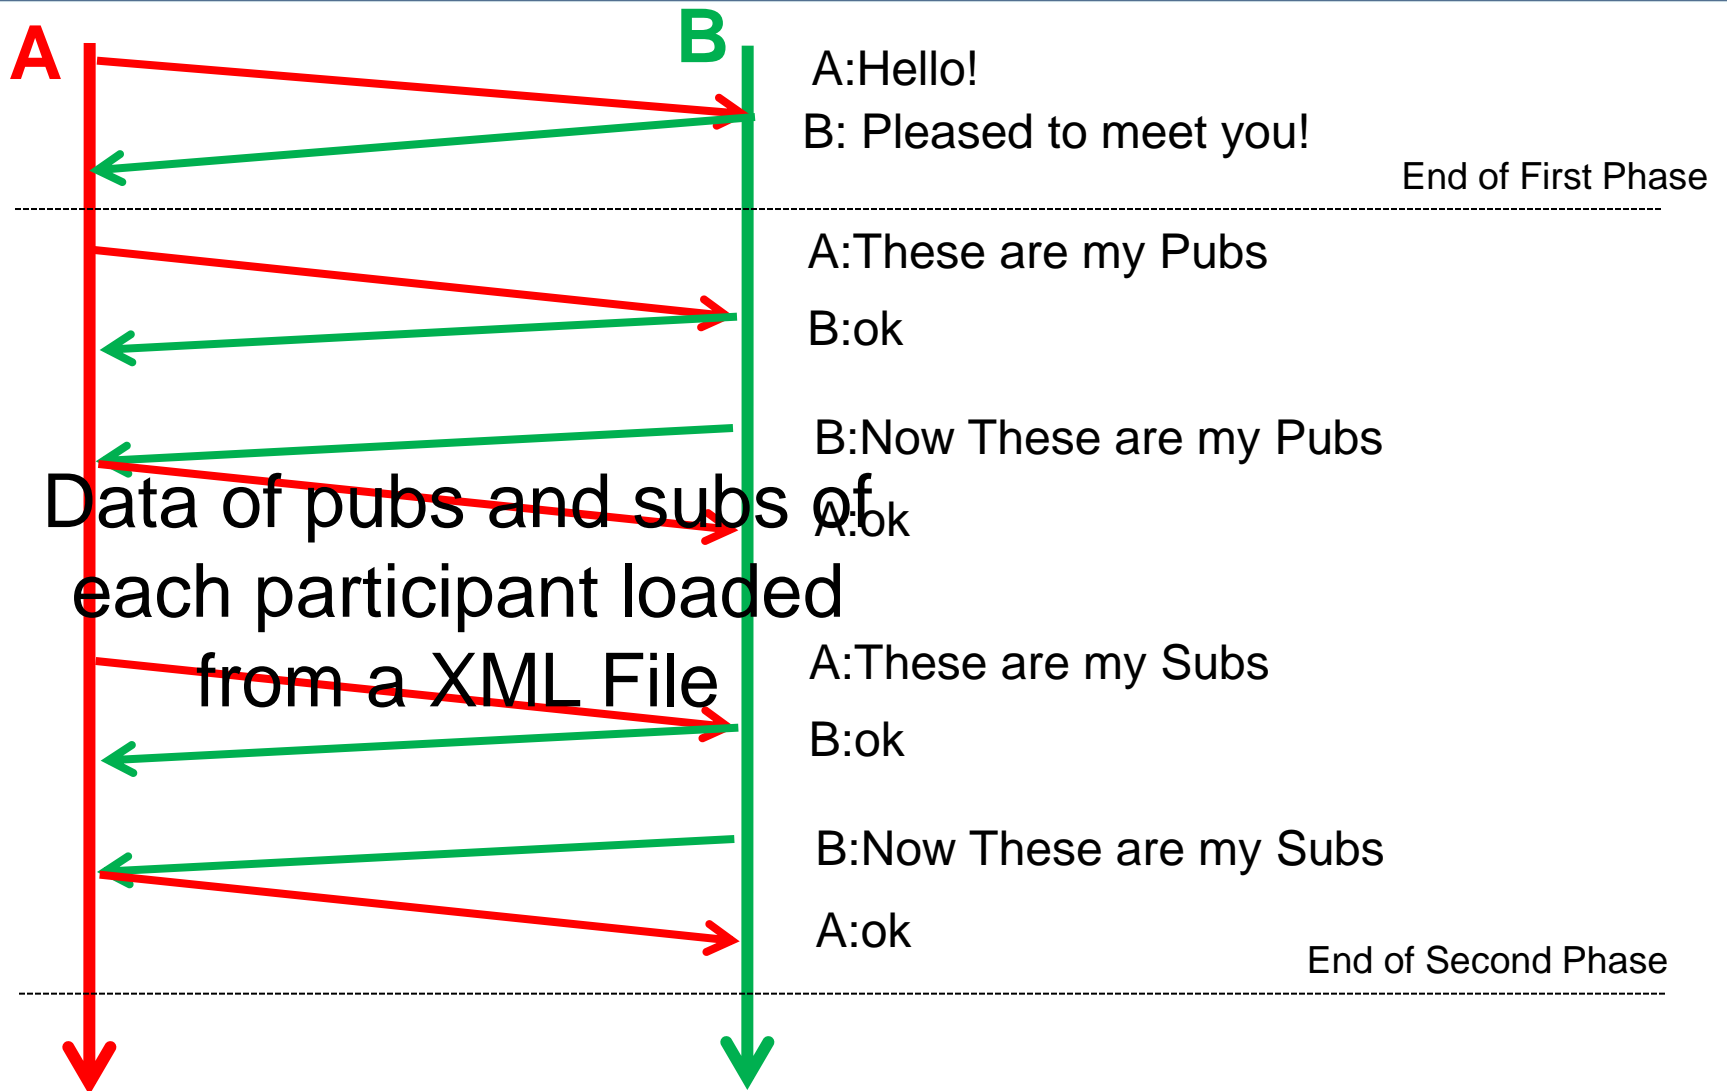 A
B
A:Hello!
B: Pleased to meet you!
End of First Phase
A:These are my Pubs
B:ok
B:Now These are my Pubs
Data of pubs and subs of
A:ok
each participant loaded
from a XML File
A:These are my Subs
B:ok
B:Now These are my Subs
A:ok
End of Second Phase